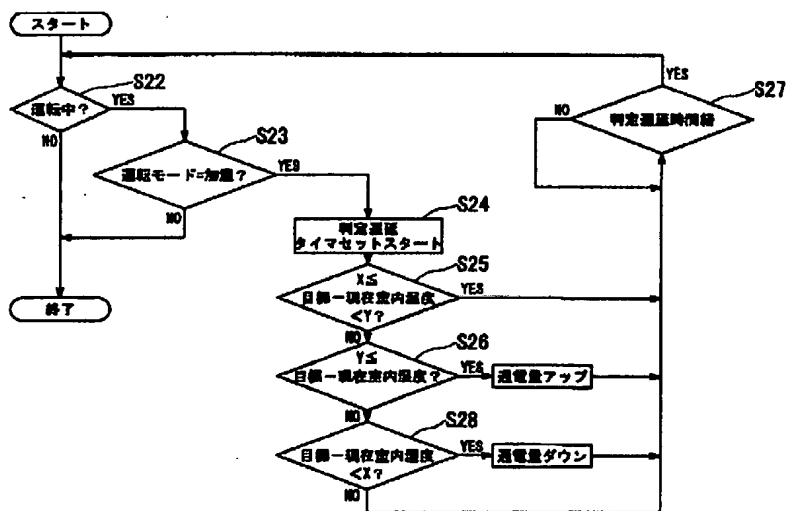 スタート
S22
運転中？
YES
NO
S23
運転モード=加湿？
YES
NO
S24
判定遅延
タイマセットスタート
S25
X≦
目標－現在室内湿度
<Y？
YES
NO
S26
Y≦
目標－現在室内湿度？
YES
通電量アップ
NO
S28
目標－現在室内湿度
<X？
YES
通電量ダウン
NO
S27
判定遅延時間経
YES
NO
終了